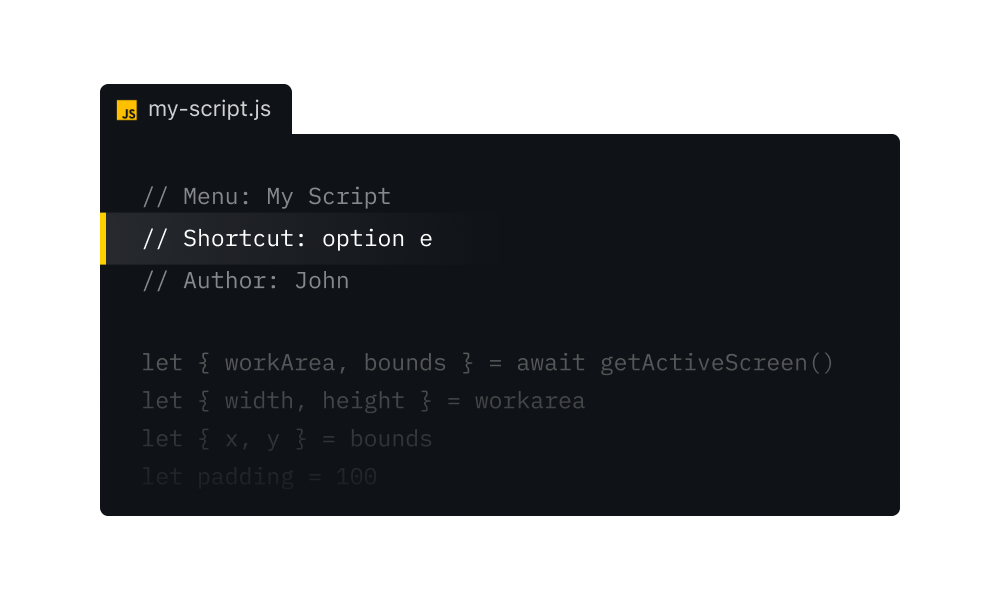 JS my-script.js
// Menu: My Script
// Shortcut: option e
// Author: John
let { workArea, bounds } = await getActiveScreen()
let { width, height } = workarea
let { x, y } = bounds
let padding = 100